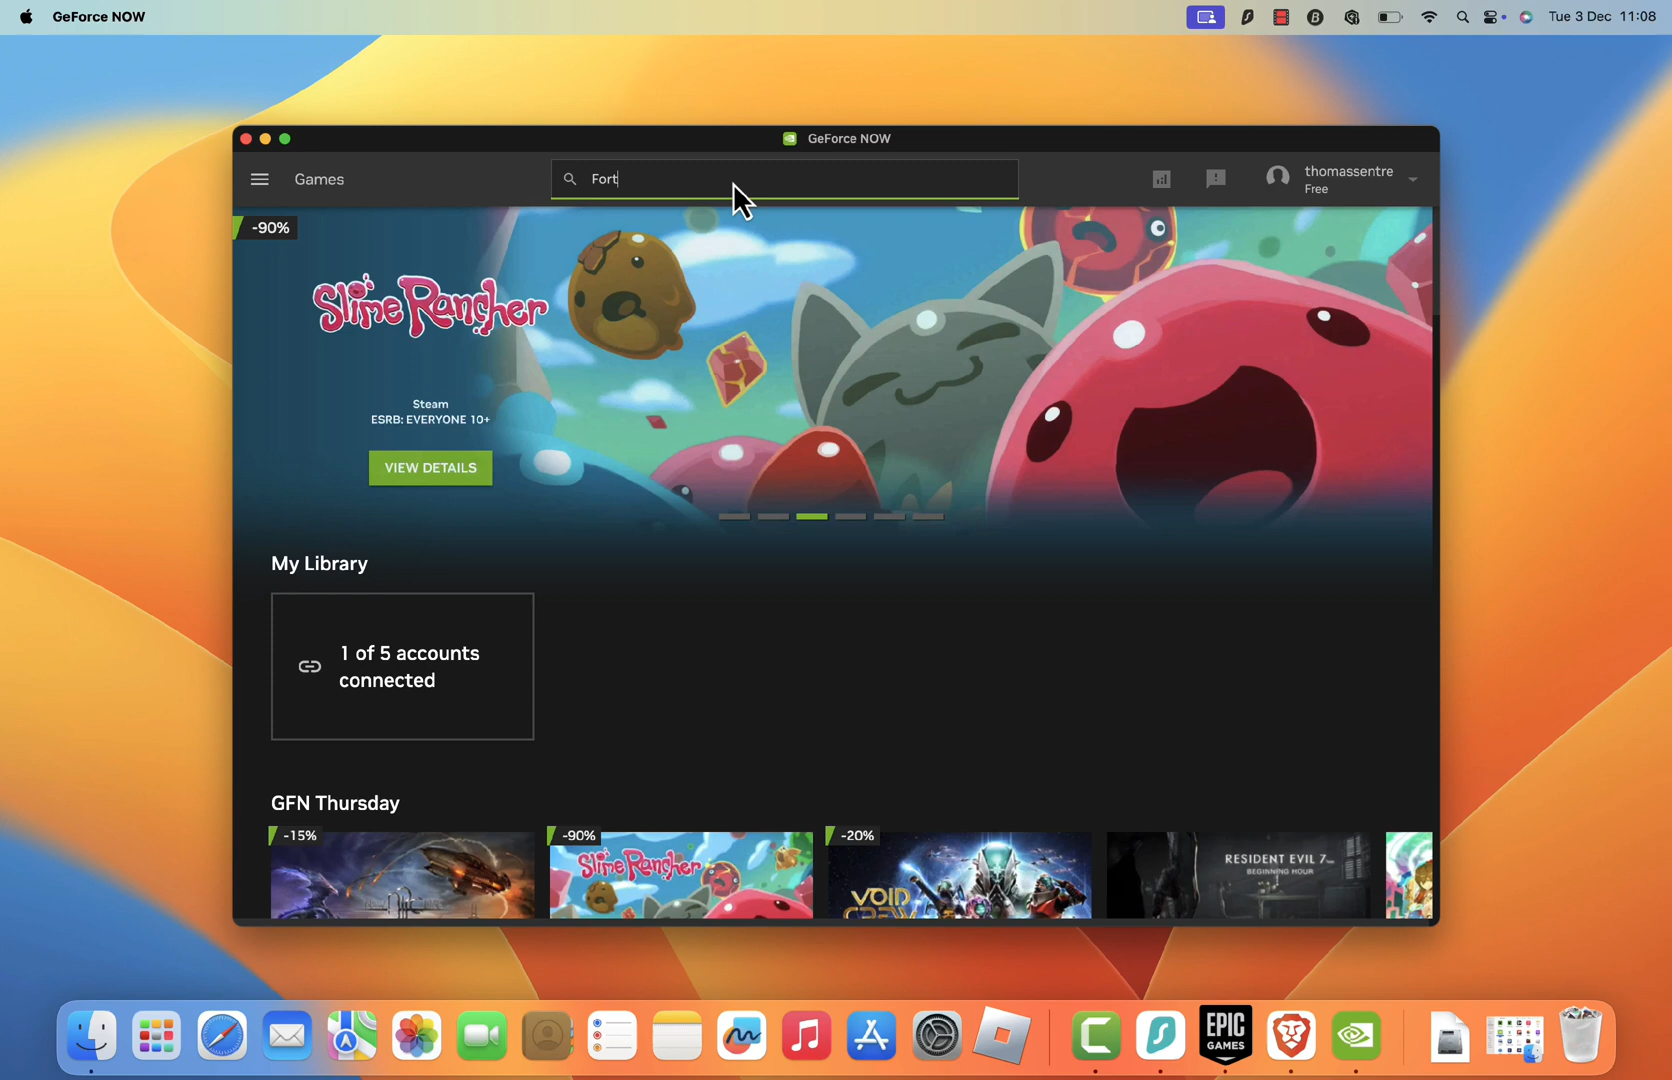 GeForce NOW
Tue 3 Dec 11:08
GeForce NOW
Games
Fort
thomassentre
Free
-90%
Slime Rancher
Steam
ESRB: EVERYONE 10+
VIEW DETAILS
My Library
1 of 5 accounts
connected
GFN Thursday
-15%
-90%
-20%
Slime Rancher
VOID
CREW
RESIDENT EVIL 7
BEGINNING HOUR
EPIC
GAMES